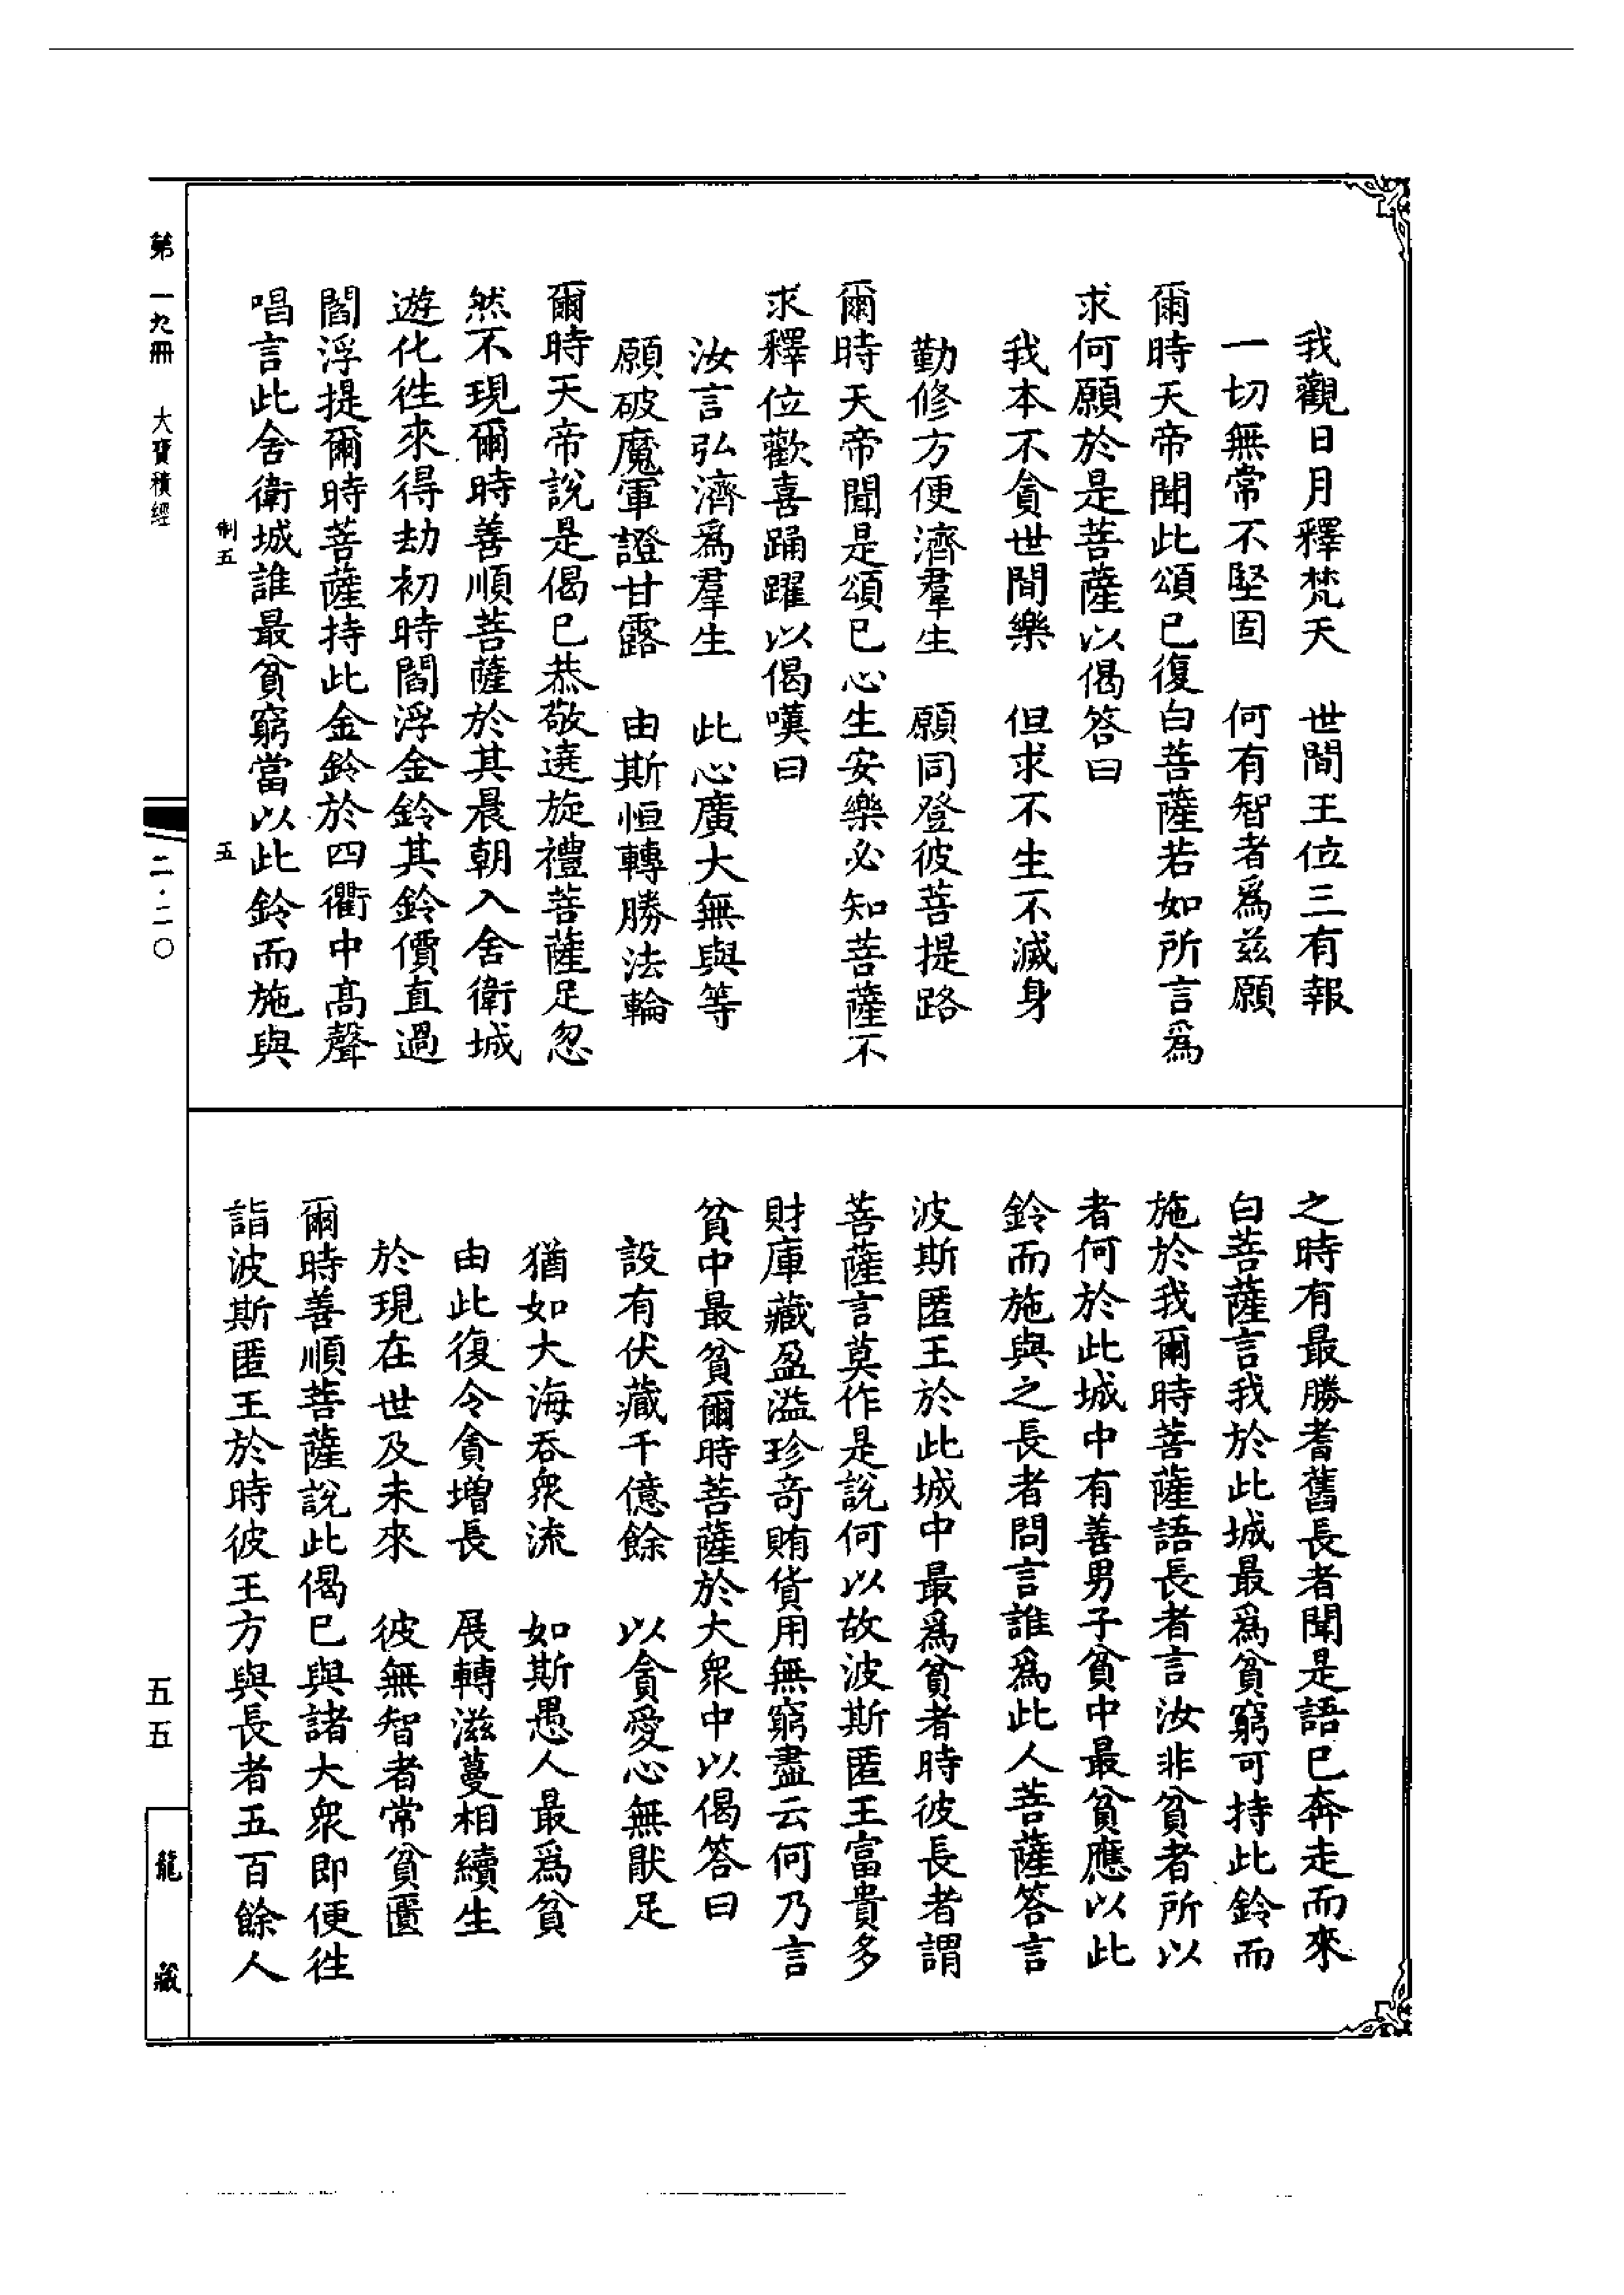 我觀日月釋梵天　世間王位三有報
一切無常不堅固　何有智者爲兹願
爾時天帝聞此頌已復白菩薩若如所言爲
求何願於是菩薩以偈答曰
我本不貪世間樂　但求不生不滅身
勤修方便濟羣生　願同登彼菩提路
爾時天帝聞是頌已心生安樂必知菩薩不
求釋位歡喜踊躍以偈嘆曰
汝言弘濟爲羣生　此心廣大無與等
願破魔軍證甘露　由斯恒轉勝法輪
爾時天帝說是偈已恭敬遶旋禮菩薩足忽
然不現爾時善順菩薩於其晨朝入舍衛城
遊化徃來得劫初時閻浮金鈴其鈴價直過
閻浮提爾時菩薩持此金鈴於四衢中高聲
唱言此舍衛城誰最貧窮當以此鈴而施與
制五　五
之時有最勝耆舊長者聞是語已奔走而來
白菩薩言我於此城最爲貧窮可持此鈴而
施於我爾時菩薩語長者言汝非貧者所以
者何於此城中有善男子貧中最貧應以此
鈴而施與之長者問言誰爲此人菩薩答言
波斯匿王於此城中最爲貧者時彼長者謂
菩薩言莫作是說何以故波斯匿王富貴多
財庫藏盈溢珍奇賄貨用無窮盡云何乃言
貧中最貧爾時菩薩於大衆中以偈答曰
設有伏藏千億餘　以貪愛心無猒足
猶如大海吞衆流　如斯愚人最爲貧
由此復令貪增長　展轉滋蔓相續生
於現在世及未來　彼無智者常貧匱
爾時善順菩薩說此偈已與諸大衆即便徃
詣波斯匿王於時彼王方與長者五百餘人
第一九冊　大寶積經
二·二〇
五五
龍藏